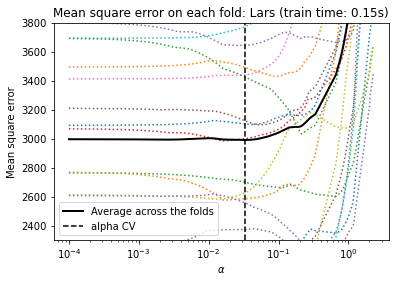 Mean square error on each fold: Lars (train time: 0.15s)
3800
3600
3400
3200
3000
2800
2600
2400
Mean square error
Average across the folds
alpha CV
10⁻⁴
10⁻³
10⁻²
10⁻¹
10⁰
α